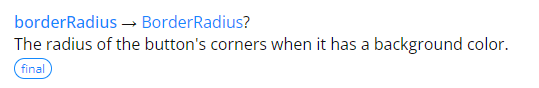 borderRadius → BorderRadius?
The radius of the button's corners when it has a background color.
final